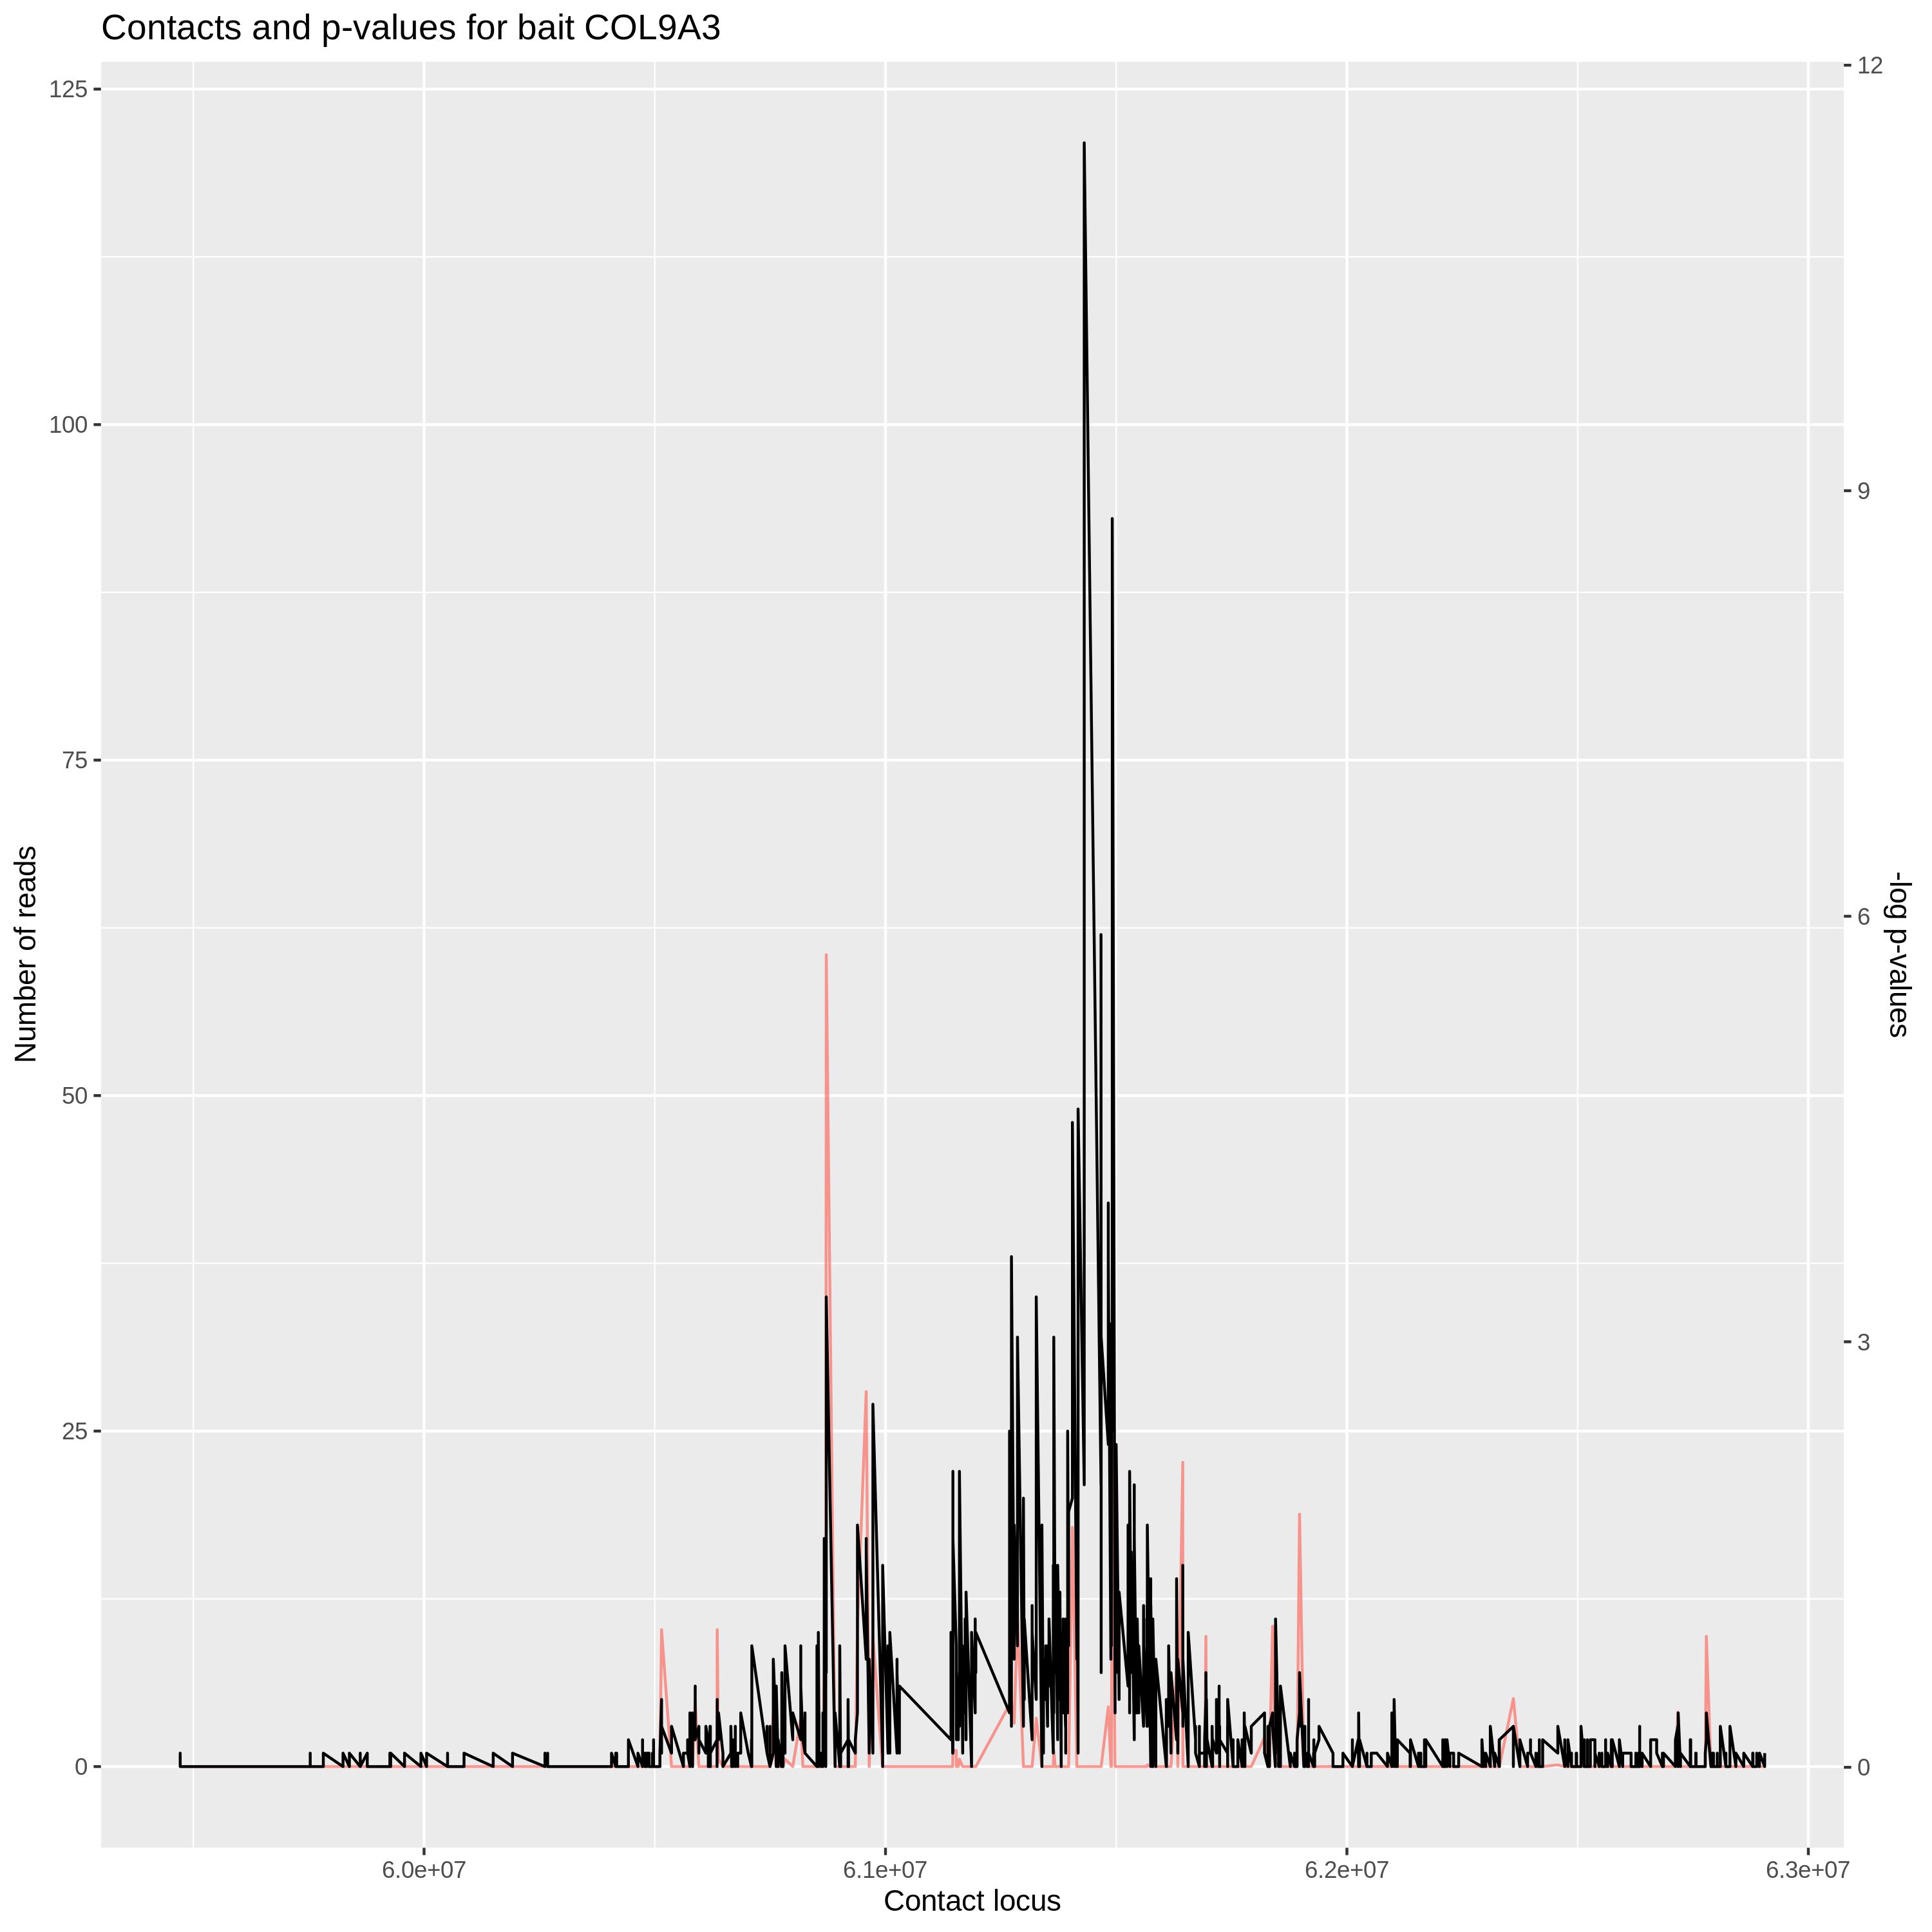 Contacts and p-values for bait COL9A3
125
100
75
50
25
0
Number of reads
12
9
6
3
0
-log p-values
6.0e+07
6.1e+07
6.2e+07
6.3e+07
Contact locus